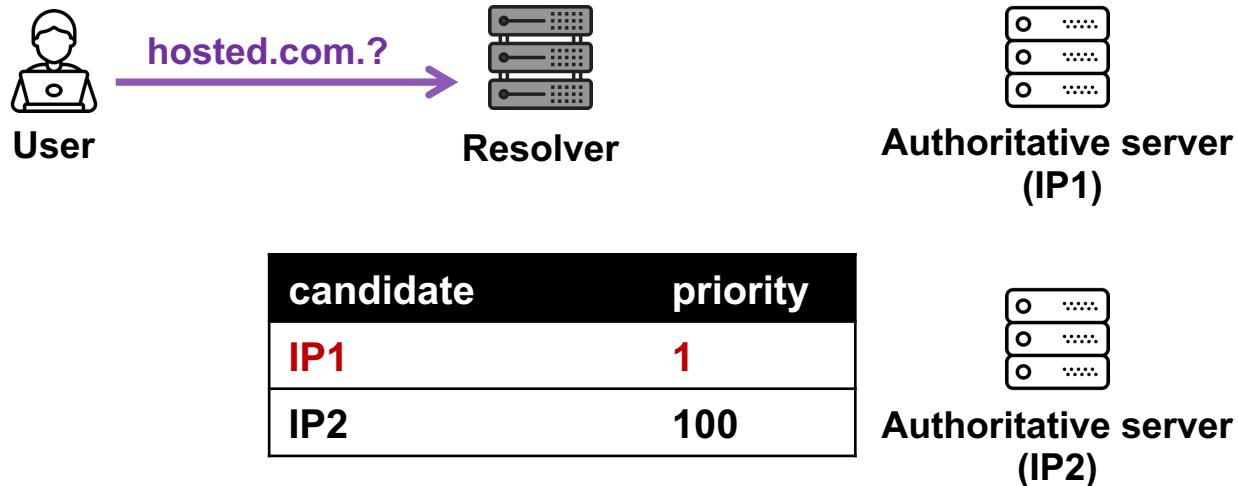 hosted.com.?
User
Resolver
Authoritative server
(IP1)
candidate priority
IP1 1
IP2 100
Authoritative server
(IP2)